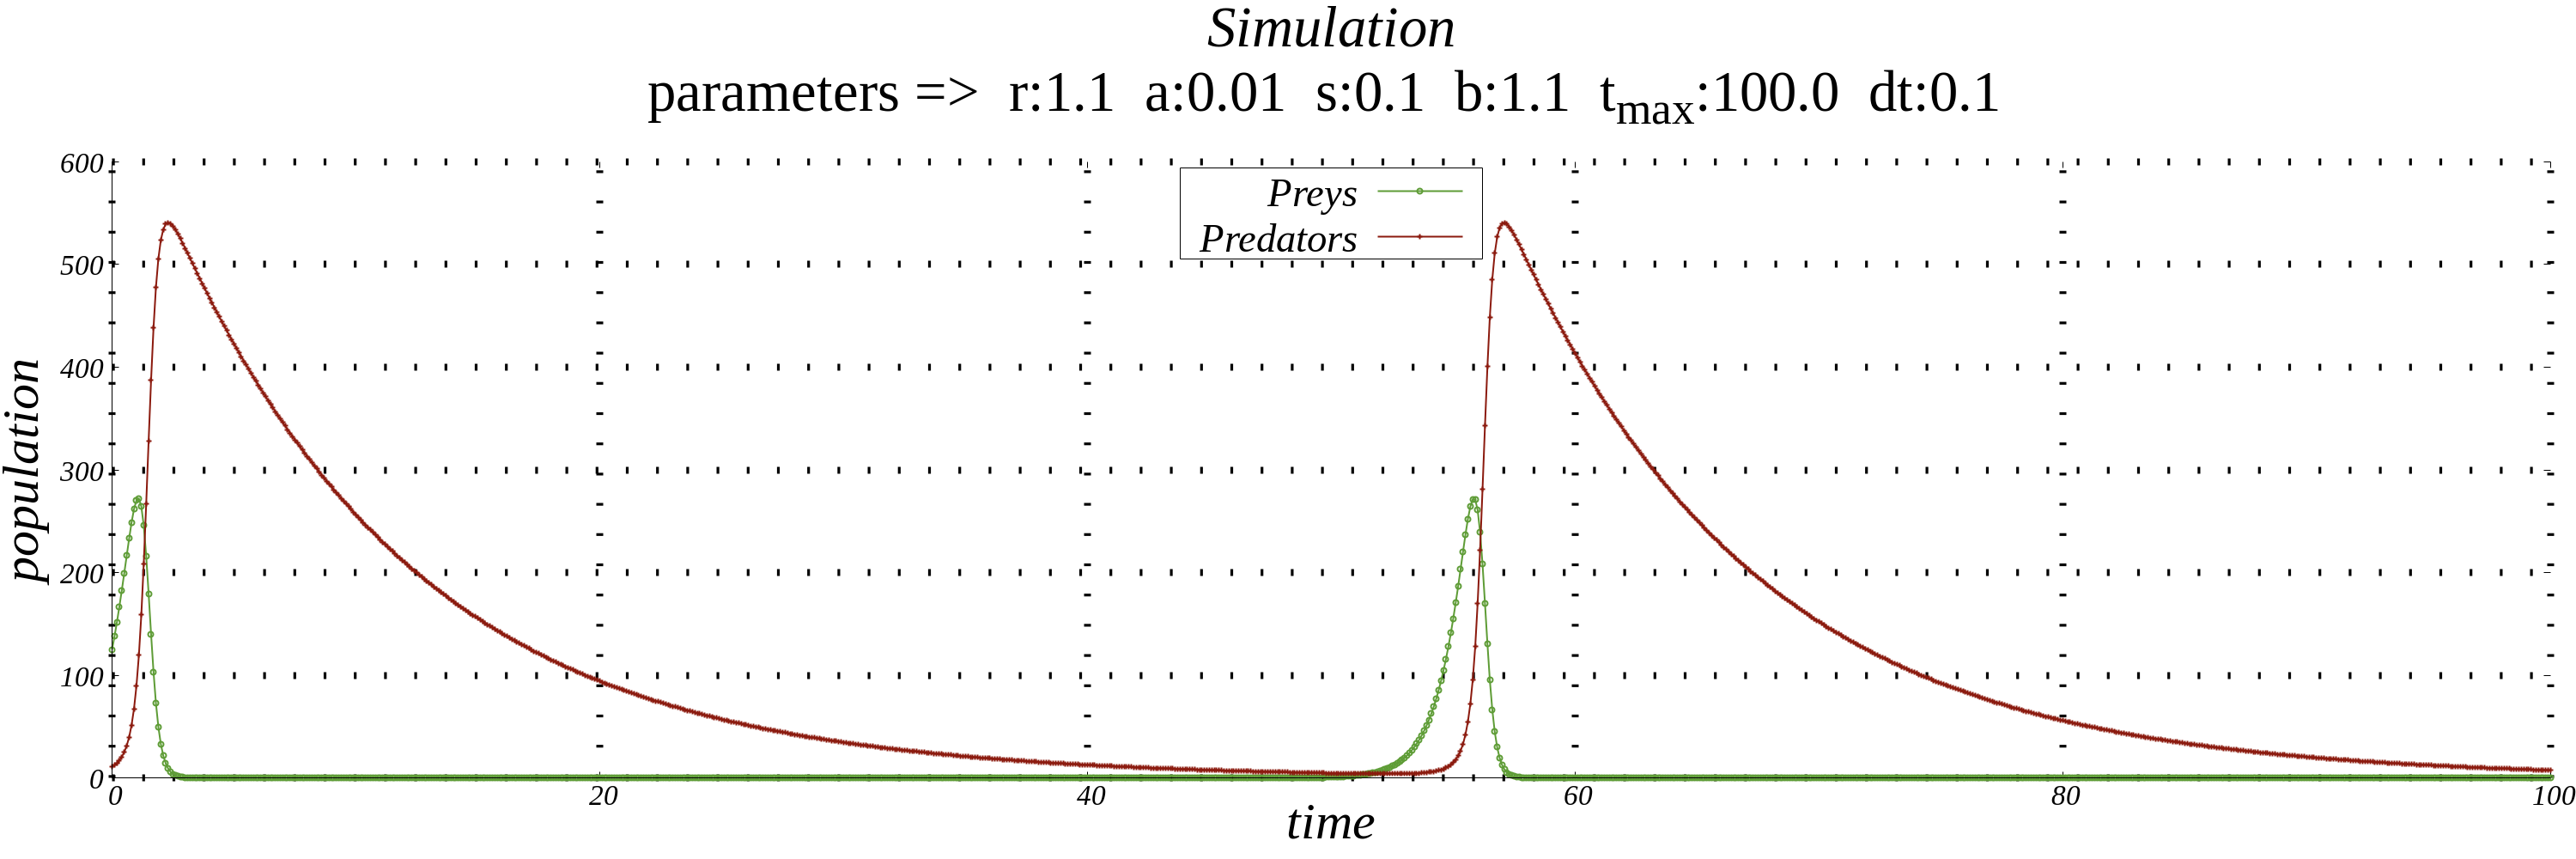 Simulation
parameters => r:1.1 a:0.01 s:0.1 b:1.1 tmax:100.0 dt:0.1
600
500
400
300
200
100
0
population
Preys
Predators
0 20 40 60 80 100
time